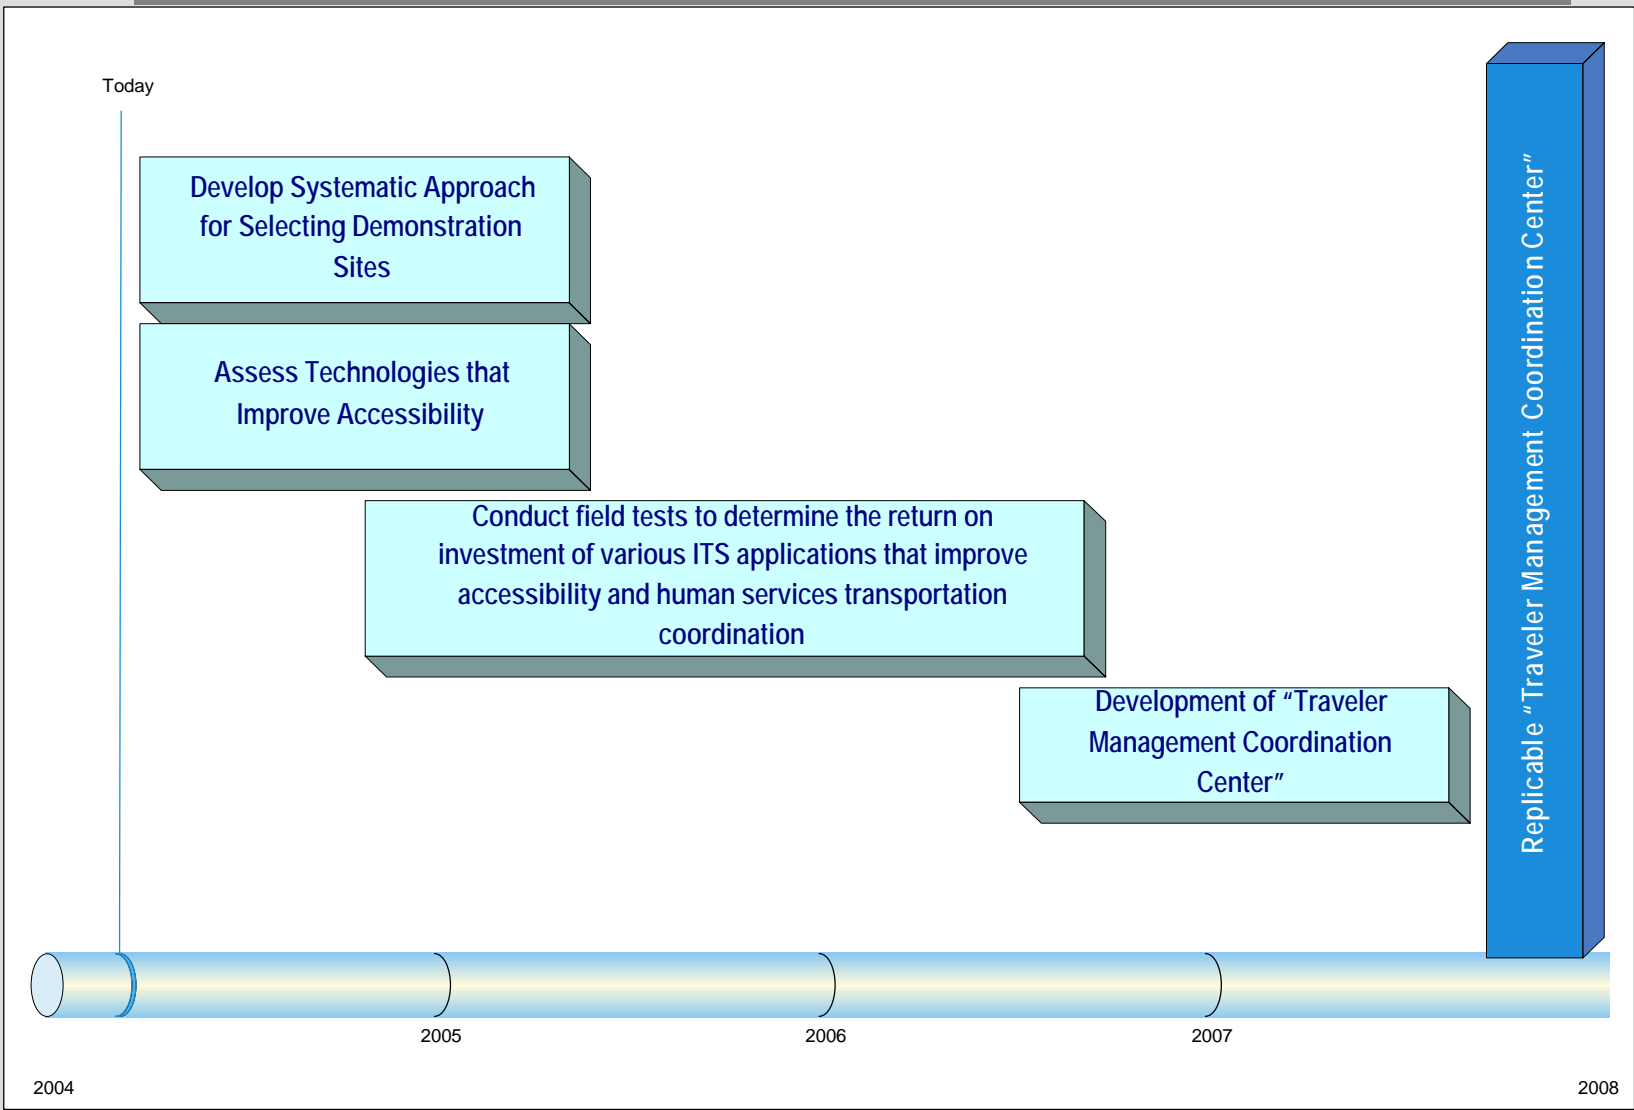 Today
Develop Systematic Approach
for Selecting Demonstration
Sites
Assess Technologies that
Improve Accessibility
Conduct field tests to determine the return on
investment of various ITS applications that improve
accessibility and human services transportation
coordination
Development of “Traveler
Management Coordination
Center”
Replicable “Traveler Management Coordination Center”
2005
2006
2007
2004
2008